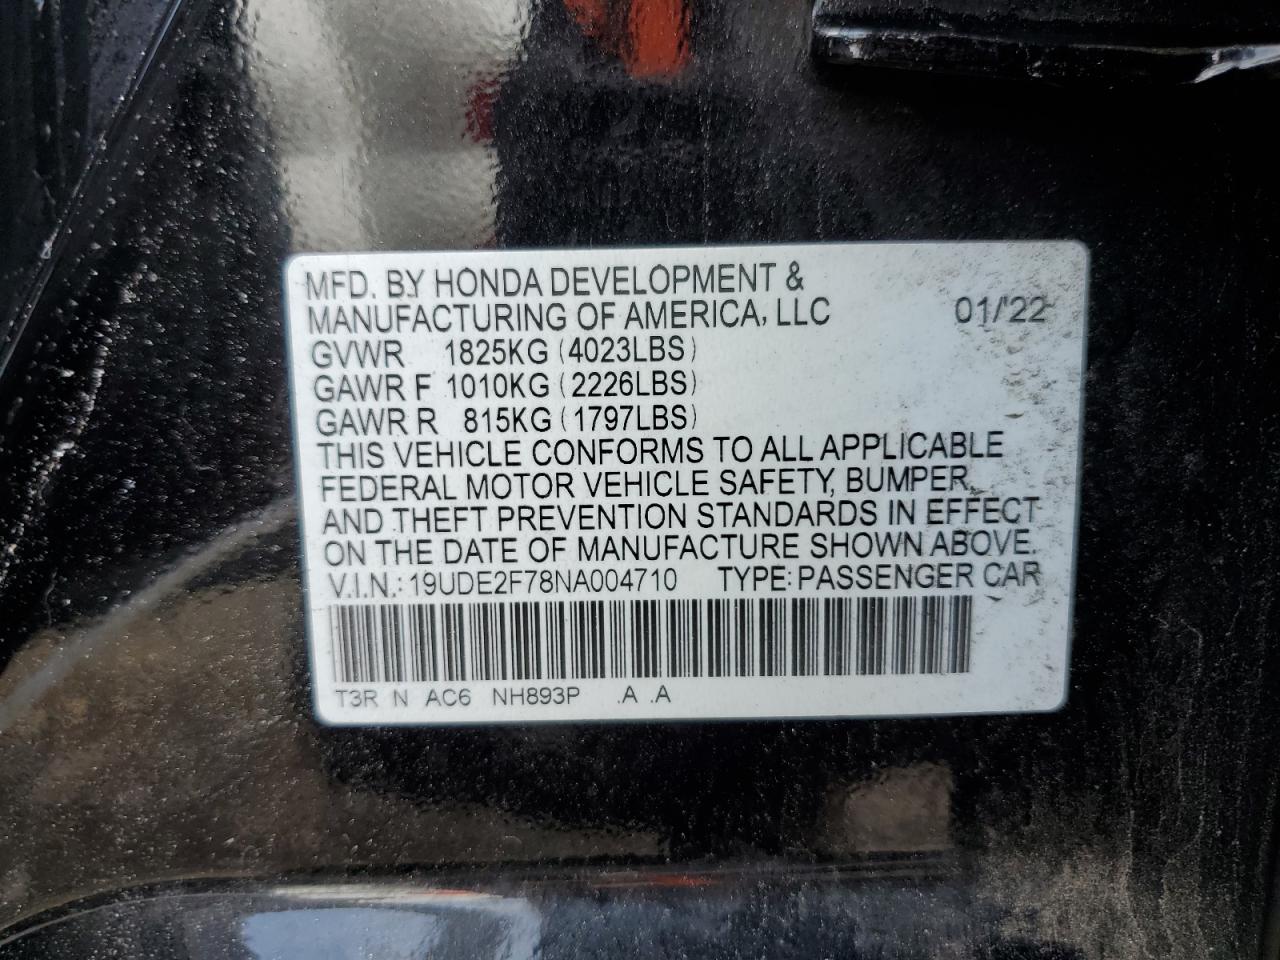 MFD. BY HONDA DEVELOPMENT &
MANUFACTURING OF AMERICA, LLC 01/'22
GVWR 1825KG (4023LBS)
GAWR F 1010KG (2226LBS)
GAWR R 815KG (1797LBS)
THIS VEHICLE CONFORMS TO ALL APPLICABLE
FEDERAL MOTOR VEHICLE SAFETY, BUMPER,
AND THEFT PREVENTION STANDARDS IN EFFECT
ON THE DATE OF MANUFACTURE SHOWN ABOVE.
V.I.N.: 19UDE2F78NA004710 TYPE: PASSENGER CAR
T3R N AC6 NH893P .A .A